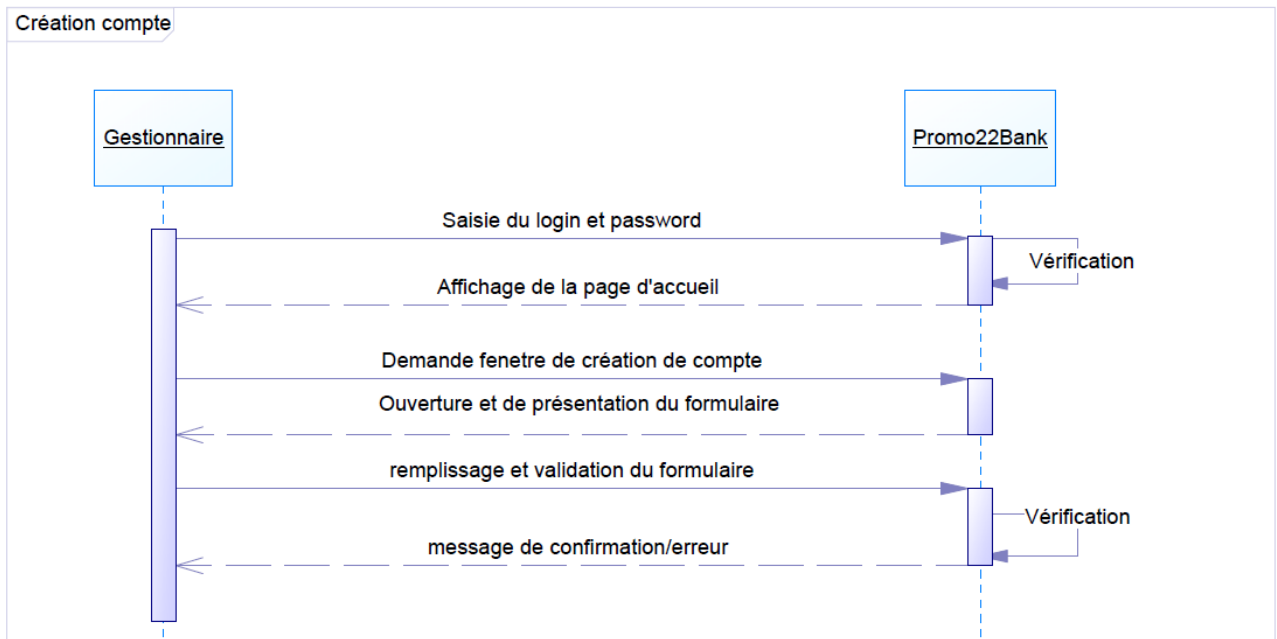 Création compte
Gestionnaire
Promo22Bank
Saisie du login et password
Vérification
Affichage de la page d'accueil
Demande fenetre de création de compte
Ouverture et de présentation du formulaire
remplissage et validation du formulaire
Vérification
message de confirmation/erreur